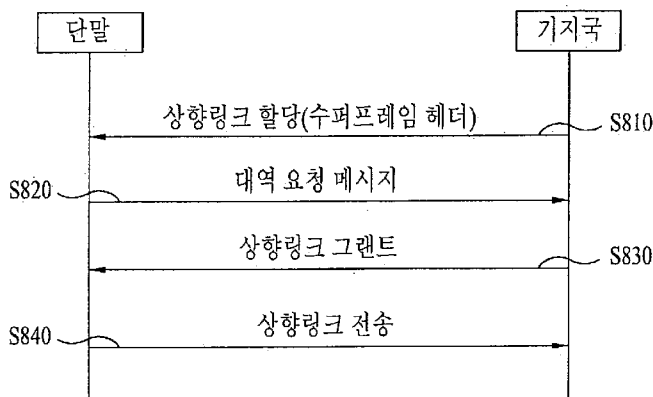 단말
기지국
상향링크 할당(수퍼프레임 헤더)
S810
대역 요청 메시지
S820
상향링크 그랜트
S830
상향링크 전송
S840